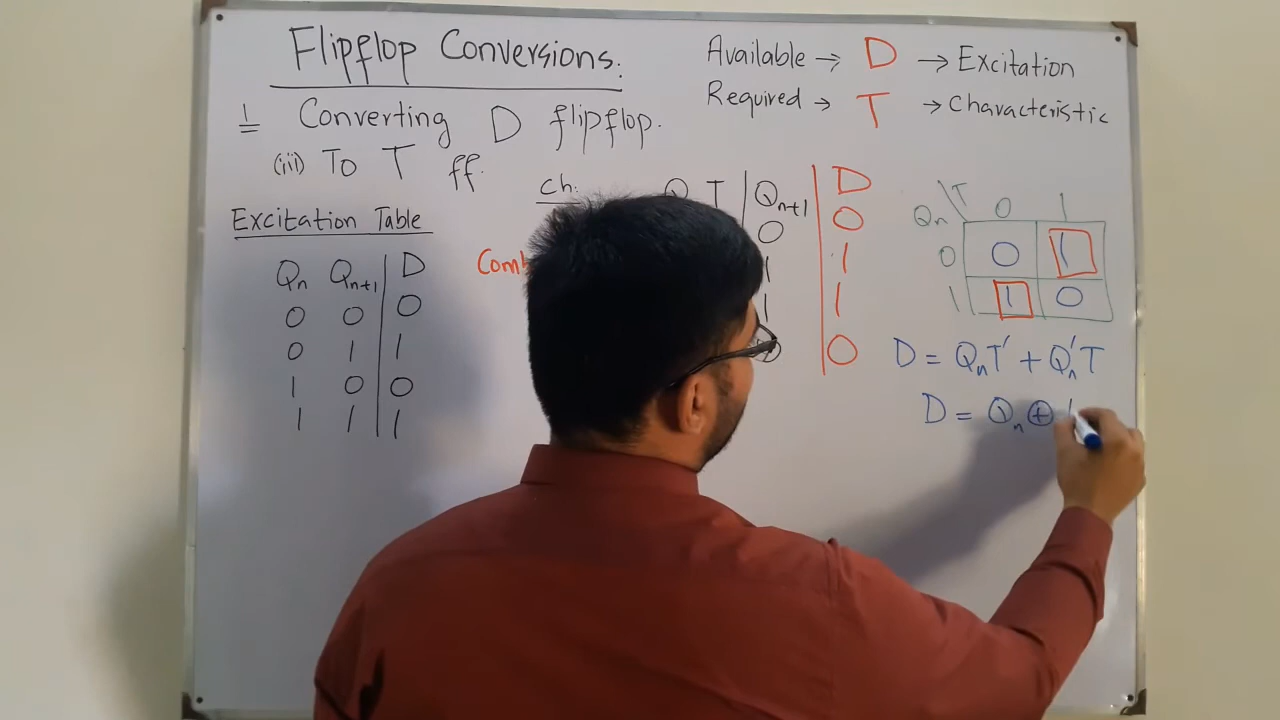 Flipflop Conversions.
Available → D → Excitation
Required → T → Characteristic
1 Converting D flipflop.
(iii) To T ff.
Excitation Table
Qn Qn+1 D
0 0 0
0 1 1
1 0 0
1 1 1
Ch:
Q T Qn+1 D
0 0
1 1
1 1
0 0
T
Qn 0 1
0 0 1
1 1 0
D = QnT' + Qn'T
D = Qn ⊕